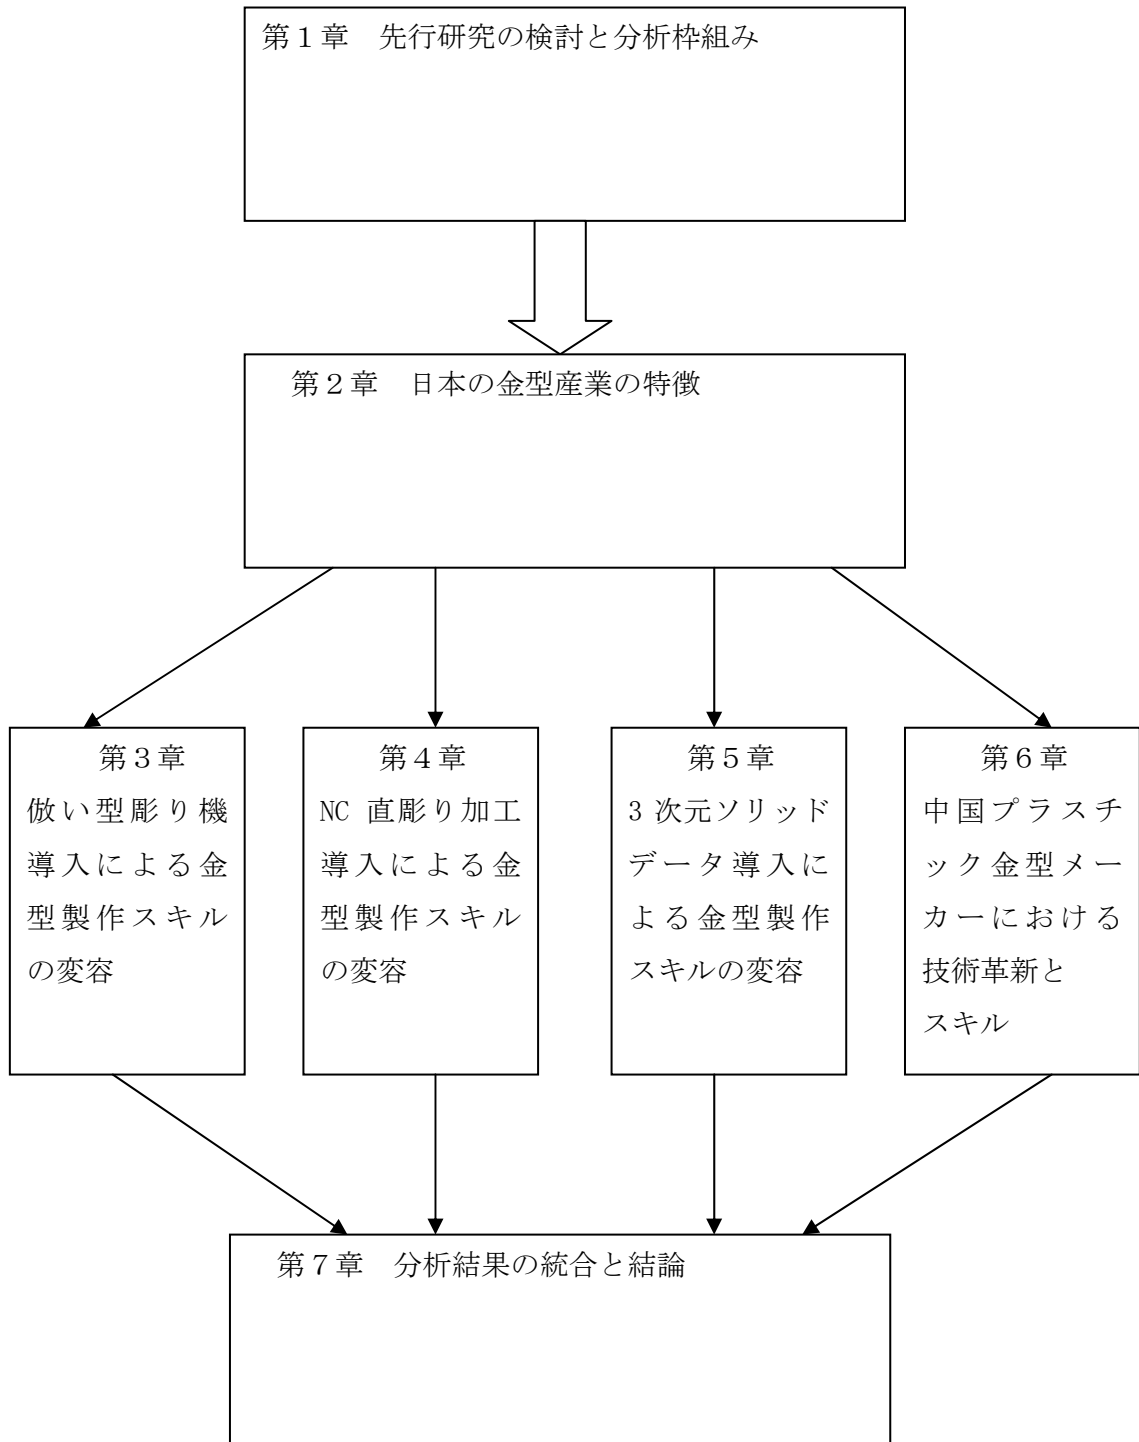 第１章　先行研究の検討と分析枠組み
第２章　日本の金型産業の特徴
第３章
倣い型彫り機
導入による金
型製作スキル
の変容
第４章
NC 直彫り加工
導入による金
型製作スキル
の変容
第５章
3 次元ソリッド
データ導入に
よる金型製作
スキルの変容
第６章
中国プラスチ
ック金型メー
カーにおける
技術革新と
スキル
第７章　分析結果の統合と結論